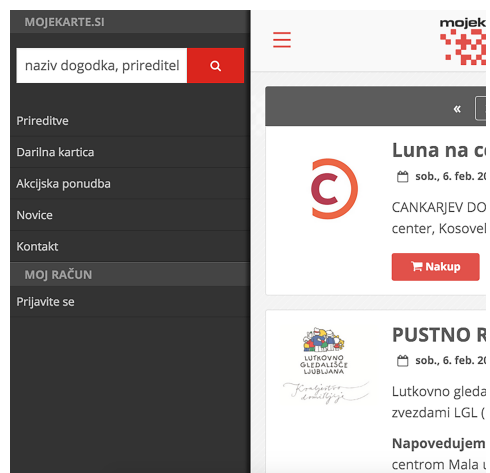 MOJEKARTE.SI
naziv dogodka, prireditel
Prireditve
Darilna kartica
Akcijska ponudba
Novice
Kontakt
MOJ RAČUN
Prijavite se
mojek
«
Luna na c
sob., 6. feb. 20
CANKARJEV DO
center, Kosovel
Nakup
LUTKOVNO
GLEDALIŠČE
LJUBLJANA
PUSTNO R
sob., 6. feb. 20
Lutkovno gleda
zvezdami LGL (
Napovedujem
centrom Mala u